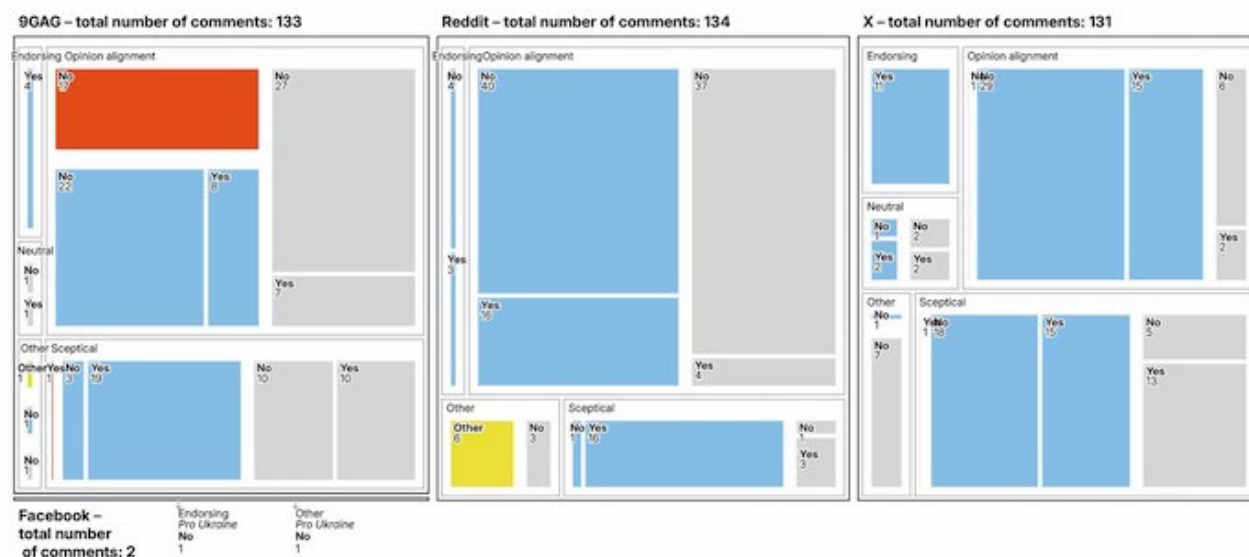 9GAG – total number of comments: 133
Endorsing Opinion alignment
Yes
4
No
17
No
27
No
22
Yes
8
Yes
7
Neutral
No
1
Yes
1
Other Sceptical
Other
1
Yes
1
No
3
Yes
19
No
10
Yes
10
No
1
No
1
Reddit – total number of comments: 134
Endorsing Opinion alignment
No
4
No
40
No
37
Yes
3
Yes
16
Yes
4
Other
Sceptical
Other
6
No
3
No
1
Yes
16
No
1
Yes
3
X – total number of comments: 131
Endorsing
Opinion alignment
Yes
11
No
29
Yes
15
No
6
Yes
2
Neutral
No
1
No
2
Yes
2
Yes
2
Other
Sceptical
No
1
No
7
Yes
1
No
18
Yes
15
No
5
Yes
13
Facebook –
total number
of comments: 2
Endorsing
Pro Ukraine
No
1
Other
Pro Ukraine
No
1